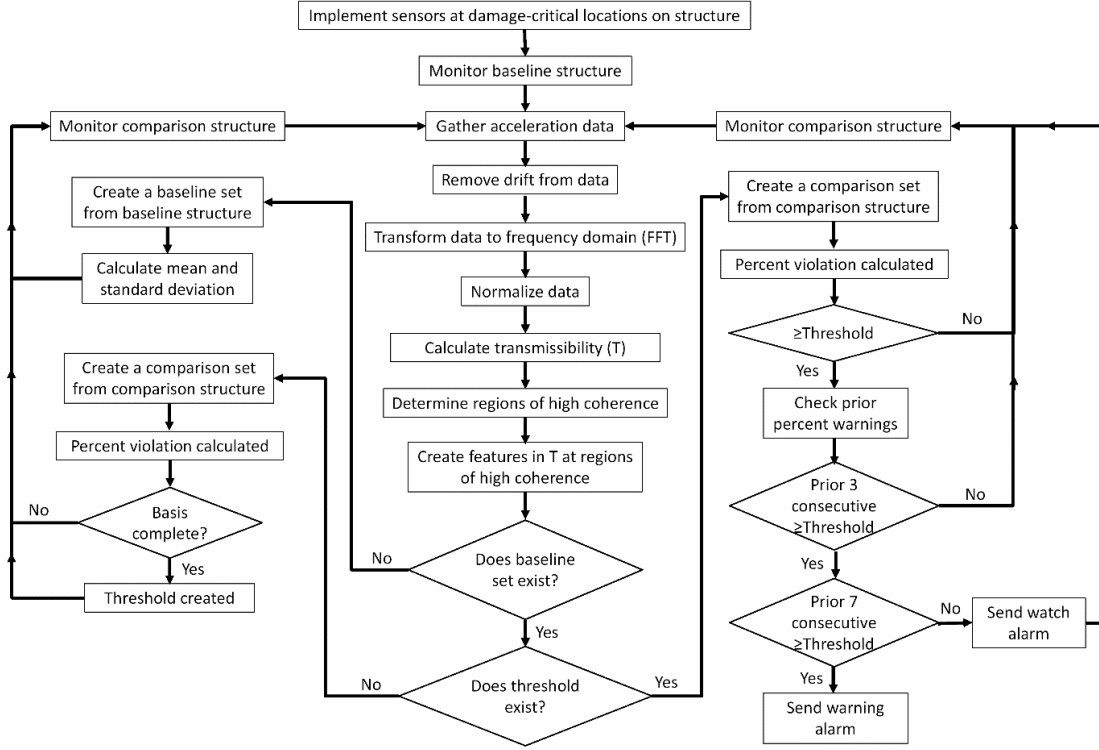 Implement sensors at damage-critical locations on structure
Monitor baseline structure
Monitor comparison structure
Gather acceleration data
Monitor comparison structure
Remove drift from data
Transform data to frequency domain (FFT)
Normalize data
Calculate transmissibility (T)
Determine regions of high coherence
Create features in T at regions
of high coherence
Does baseline
set exist?
No
Yes
Does threshold
exist?
No
Yes
Create a baseline set
from baseline structure
Calculate mean and
standard deviation
Create a comparison set
from comparison structure
Percent violation calculated
Basis
complete?
No
Yes
Threshold created
Create a comparison set
from comparison structure
Percent violation calculated
≥Threshold
No
Yes
Check prior
percent warnings
Prior 3
consecutive
≥Threshold
No
Yes
Prior 7
consecutive
≥Threshold
No
Send watch
alarm
Yes
Send warning
alarm